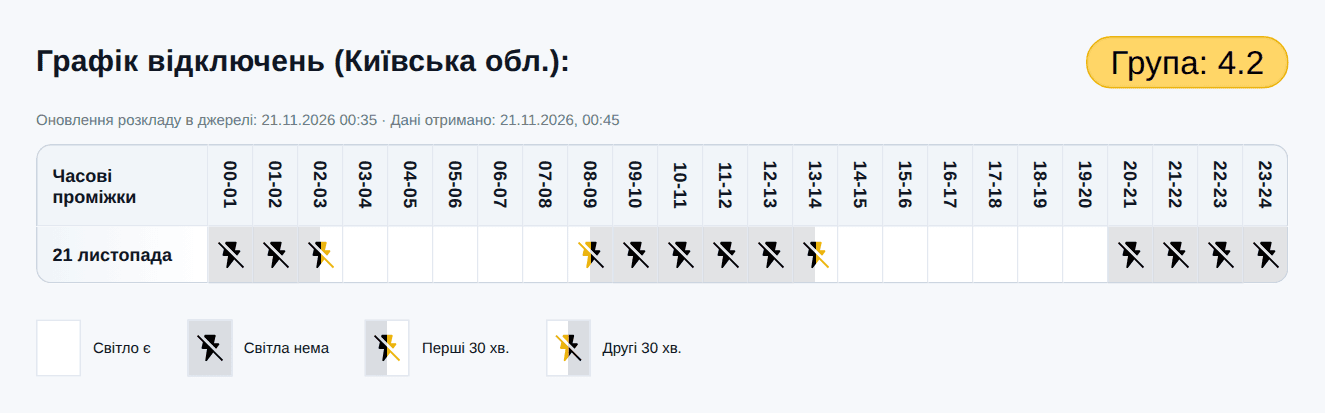 Графік відключень (Київська обл.):
Група: 4.2
Оновлення розкладу в джерелі: 21.11.2026 00:35 · Дані отримано: 21.11.2026, 00:45
Часові
проміжки
00-01
01-02
02-03
03-04
04-05
05-06
06-07
07-08
08-09
09-10
10-11
11-12
12-13
13-14
14-15
15-16
16-17
17-18
18-19
19-20
20-21
21-22
22-23
23-24
21 листопада
Світло є
Світла нема
Перші 30 хв.
Другі 30 хв.